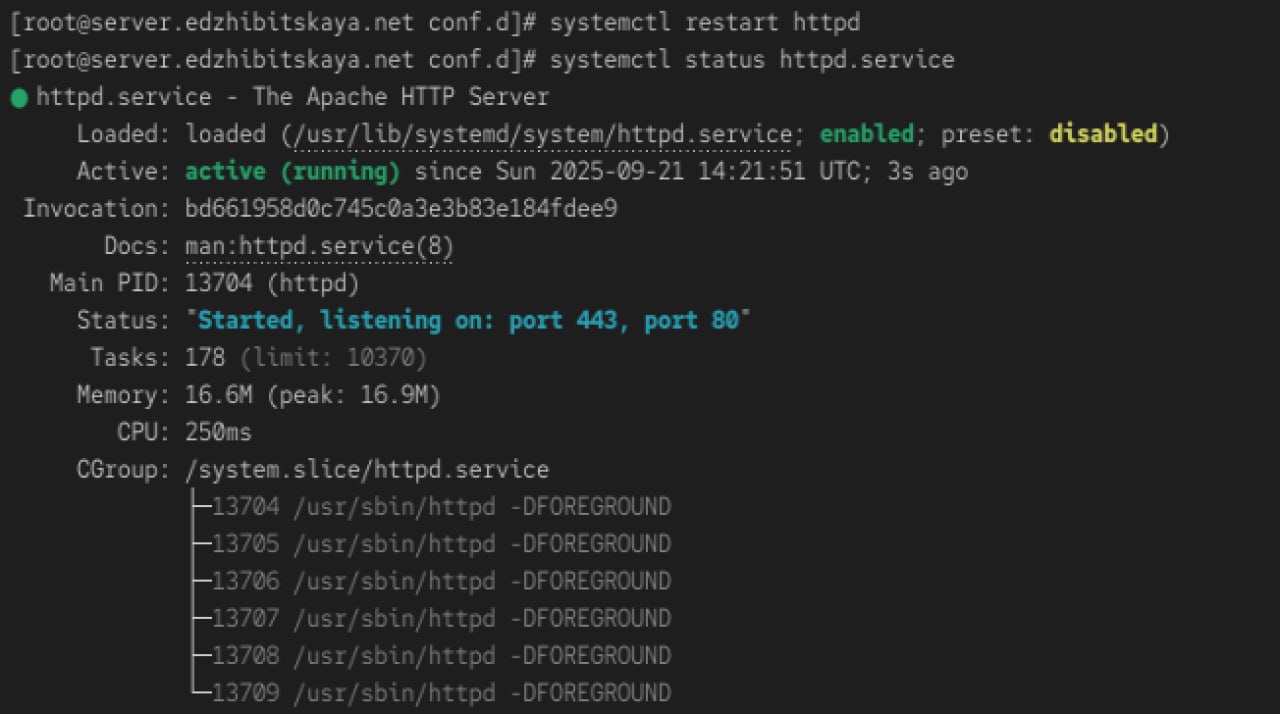 [root@server.edzhibitskaya.net conf.d]# systemctl restart httpd
[root@server.edzhibitskaya.net conf.d]# systemctl status httpd.service
● httpd.service - The Apache HTTP Server
     Loaded: loaded (/usr/lib/systemd/system/httpd.service; enabled; preset: disabled)
     Active: active (running) since Sun 2025-09-21 14:21:51 UTC; 3s ago
 Invocation: bd661958d0c745c0a3e3b83e184fdee9
       Docs: man:httpd.service(8)
   Main PID: 13704 (httpd)
     Status: "Started, listening on: port 443, port 80"
      Tasks: 178 (limit: 10370)
     Memory: 16.6M (peak: 16.9M)
        CPU: 250ms
     CGroup: /system.slice/httpd.service
             ├─13704 /usr/sbin/httpd -DFOREGROUND
             ├─13705 /usr/sbin/httpd -DFOREGROUND
             ├─13706 /usr/sbin/httpd -DFOREGROUND
             ├─13707 /usr/sbin/httpd -DFOREGROUND
             ├─13708 /usr/sbin/httpd -DFOREGROUND
             └─13709 /usr/sbin/httpd -DFOREGROUND